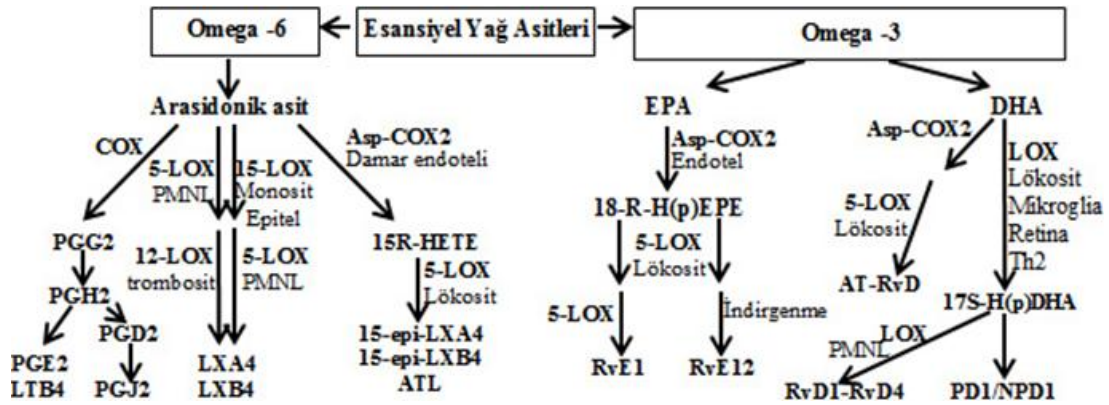 Omega -6
Esansiyel Yağ Asitleri
Omega -3
Arasidonik asit
EPA
DHA
COX
5-LOX
PMNL
15-LOX
Monosit
Epitel
Asp-COX2
Damar endoteli
Asp-COX2
Endotel
Asp-COX2
LOX
Lökosit
Mikroglia
Retina
Th2
PGG2
12-LOX
trombosit
5-LOX
PMNL
15R-HETE
18-R-H(p)EPE
5-LOX
Lökosit
PGH2
5-LOX
Lökosit
5-LOX
Lökosit
AT-RvD
17S-H(p)DHA
PGD2
15-epi-LXA4
15-epi-LXB4
ATL
5-LOX
İndirgenme
LOX
PMNL
PGE2
LTB4
PGJ2
LXA4
LXB4
RvE1
RvE12
RvD1-RvD4
PD1/NPD1